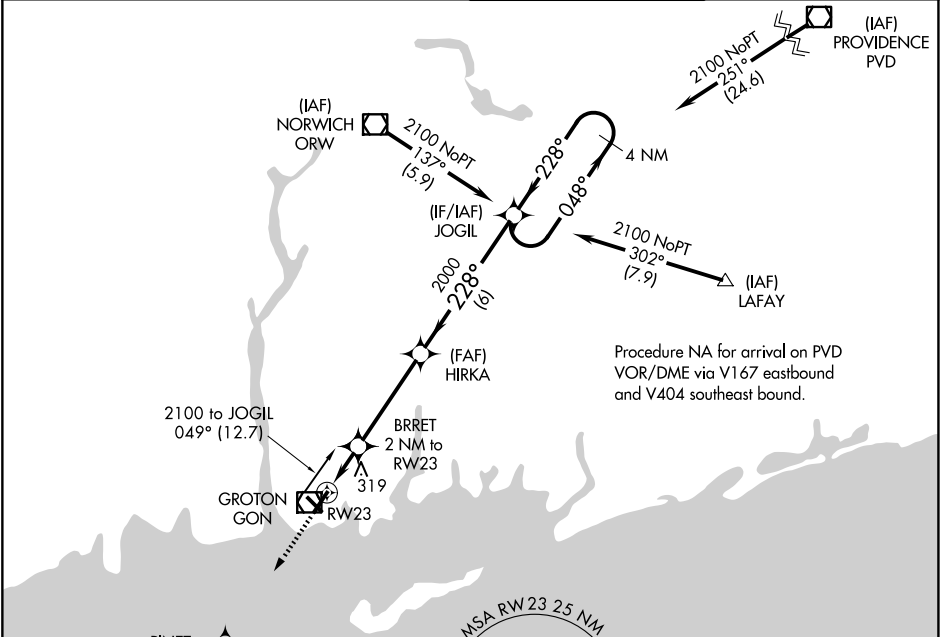 (IAF)
PROVIDENCE
PVD
2100 NoPT
251°
(24.6)
(IAF)
NORWICH
ORW
2100 NoPT
137°
(5.9)
4 NM
228°
048°
(IF/IAF)
JOGIL
2100 NoPT
302°
(7.9)
(IAF)
LAFAY
2000
228°
(6)
(FAF)
HIRKA
Procedure NA for arrival on PVD
VOR/DME via V167 eastbound
and V404 southeast bound.
2100 to JOGIL
049° (12.7)
BRRET
2 NM to
RW23
319
GROTON
GON
RW23
MSA RW23 25 NM